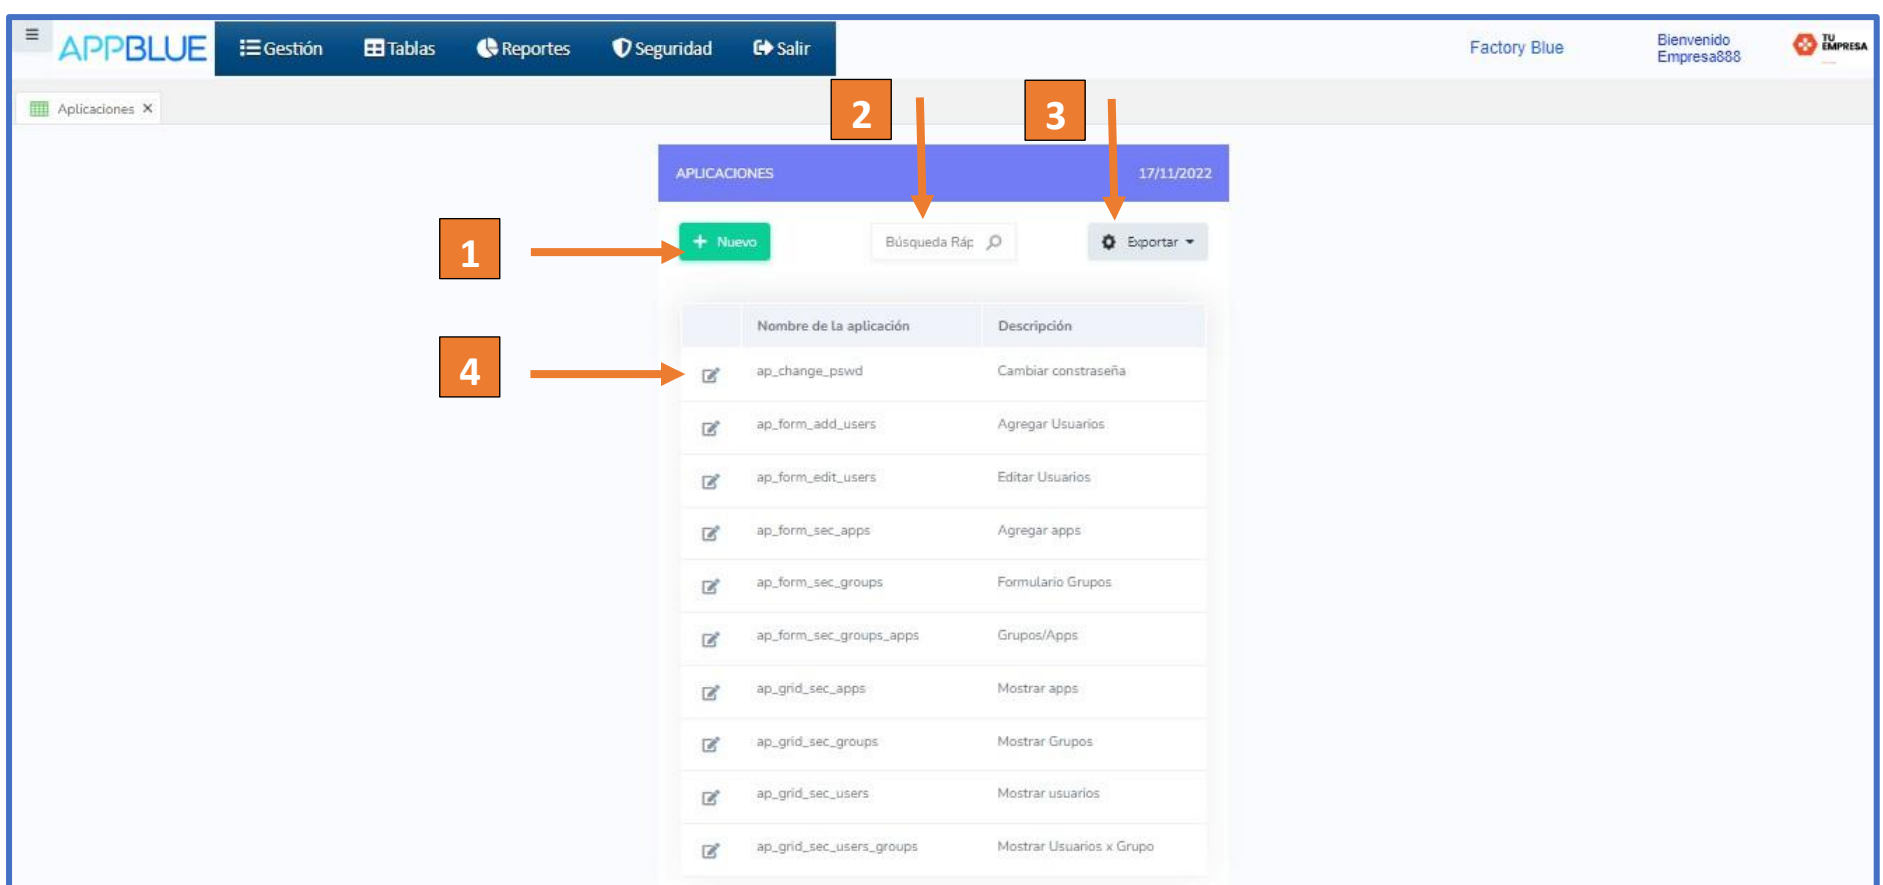 APPBLUE Gestión Tablas Reportes Seguridad Salir Factory Blue Bienvenido Empresa888 TU EMPRESA
Aplicaciones ×
2 3
APLICACIONES 17/11/2022
1 + Nuevo Búsqueda Ráp Exportar
Nombre de la aplicación Descripción
4 ap_change_pswd Cambiar constraseña
ap_form_add_users Agregar Usuarios
ap_form_edit_users Editar Usuarios
ap_form_sec_apps Agregar apps
ap_form_sec_groups Formulario Grupos
ap_form_sec_groups_apps Grupos/Apps
ap_grid_sec_apps Mostrar apps
ap_grid_sec_groups Mostrar Grupos
ap_grid_sec_users Mostrar usuarios
ap_grid_sec_users_groups Mostrar Usuarios x Grupo